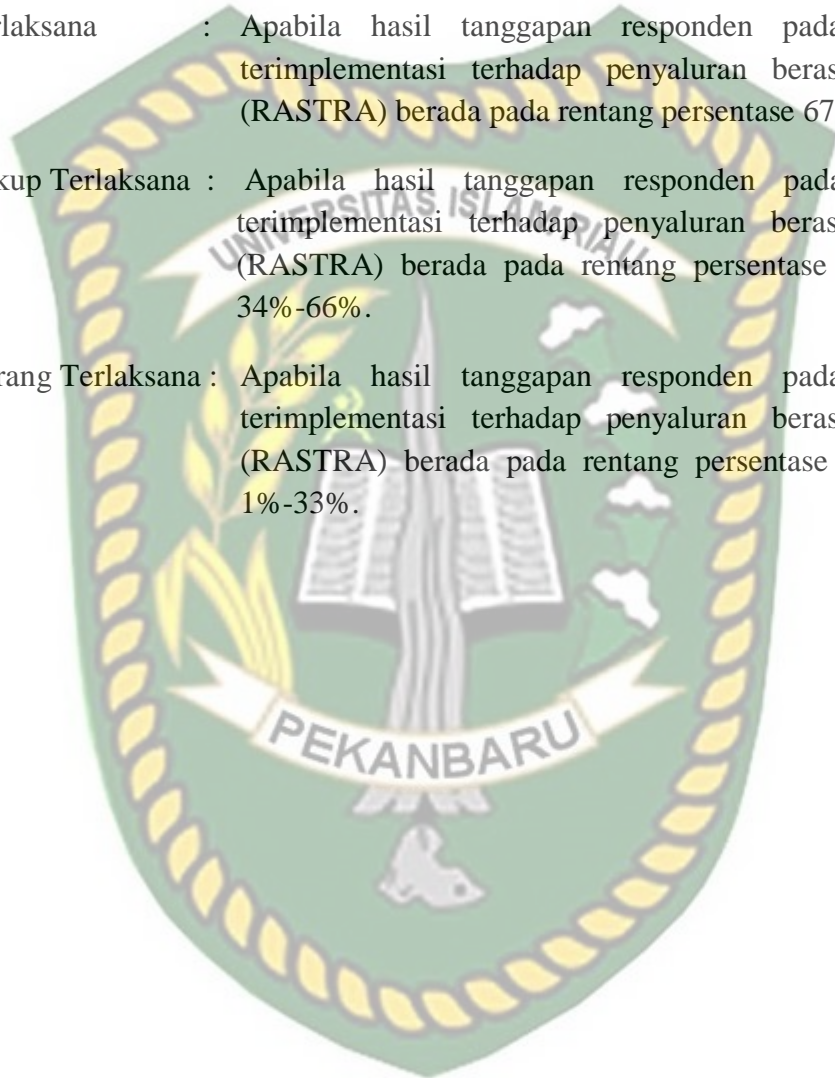 rlaksana : Apabila hasil tanggapan responden pada
terimplementasi terhadap penyaluran beras
(RASTRA) berada pada rentang persentase 67
kup Terlaksana : Apabila hasil tanggapan responden pada
terimplementasi terhadap penyaluran beras
(RASTRA) berada pada rentang persentase
34%-66%.
rang Terlaksana : Apabila hasil tanggapan responden pada
terimplementasi terhadap penyaluran beras
(RASTRA) berada pada rentang persentase
1%-33%.
UNIVERSITAS ISLAM RIAU
PEKANBARU